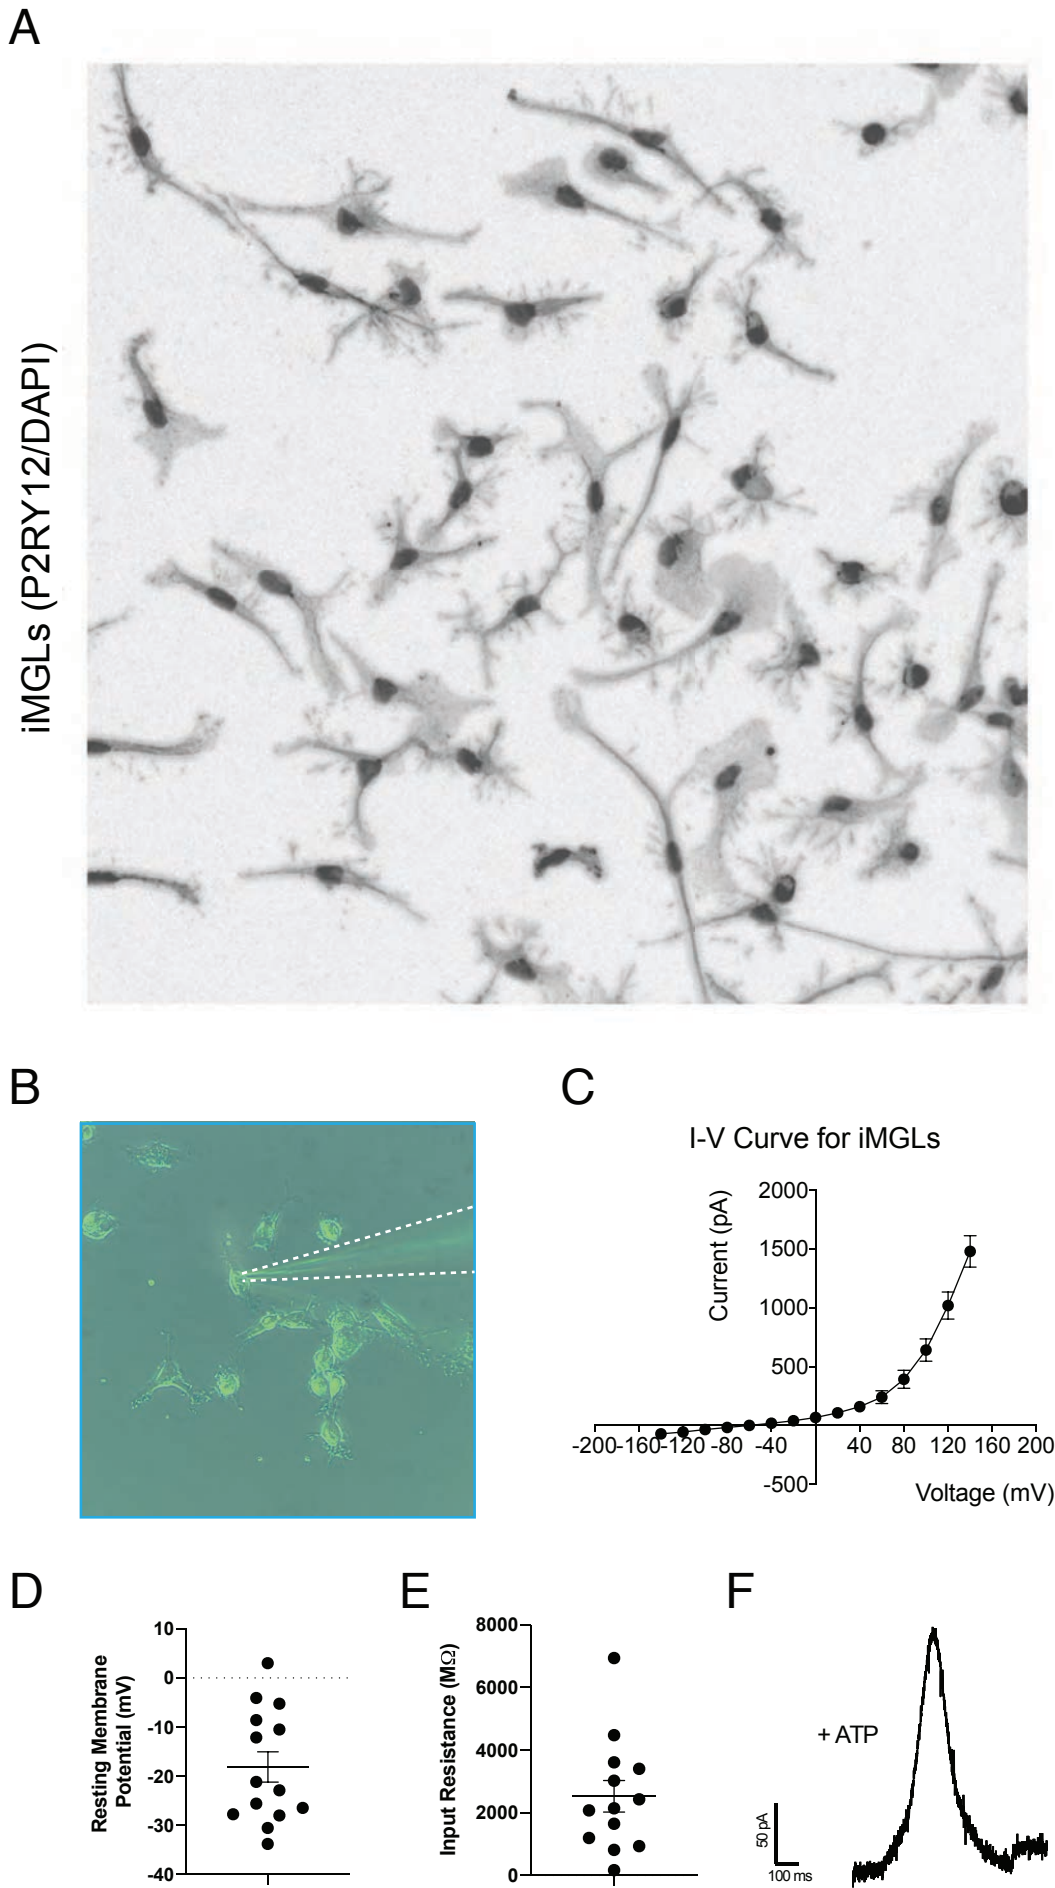 A
iMGLs (P2RY12/DAPI)
B
C
I-V Curve for iMGLs
Current (pA)
2000
1500
1000
500
-200 -160 -120 -80 -40 40 80 120 160 200
-500
Voltage (mV)
D
Resting Membrane
Potential (mV)
10
0
-10
-20
-30
-40
E
Input Resistance (MΩ)
8000
6000
4000
2000
0
F
+ ATP
50 pA
100 ms